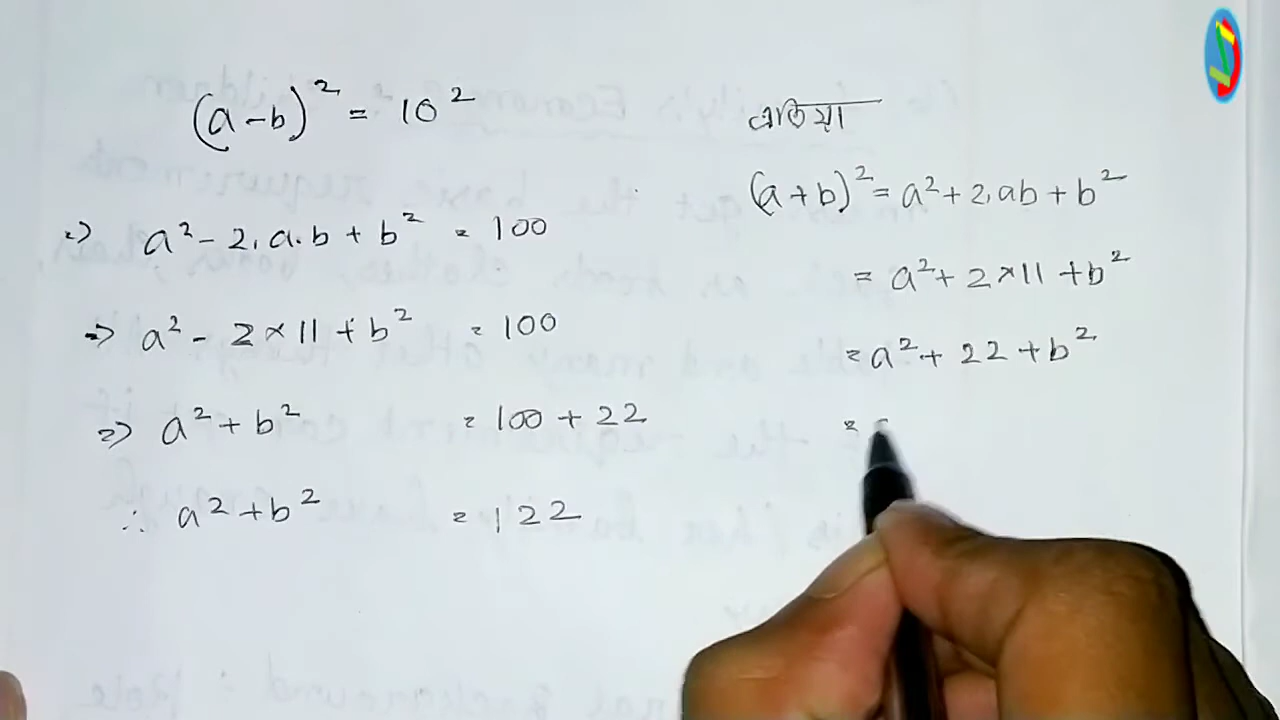 (a-b)² = 10²
⇒ a² - 2.a.b + b² = 100
⇒ a² - 2×11 + b² = 100
⇒ a² + b² = 100 + 22
∴ a² + b² = 122
(a+b)² = a² + 2.ab + b²
= a² + 2×11 + b²
= a² + 22 + b²
=